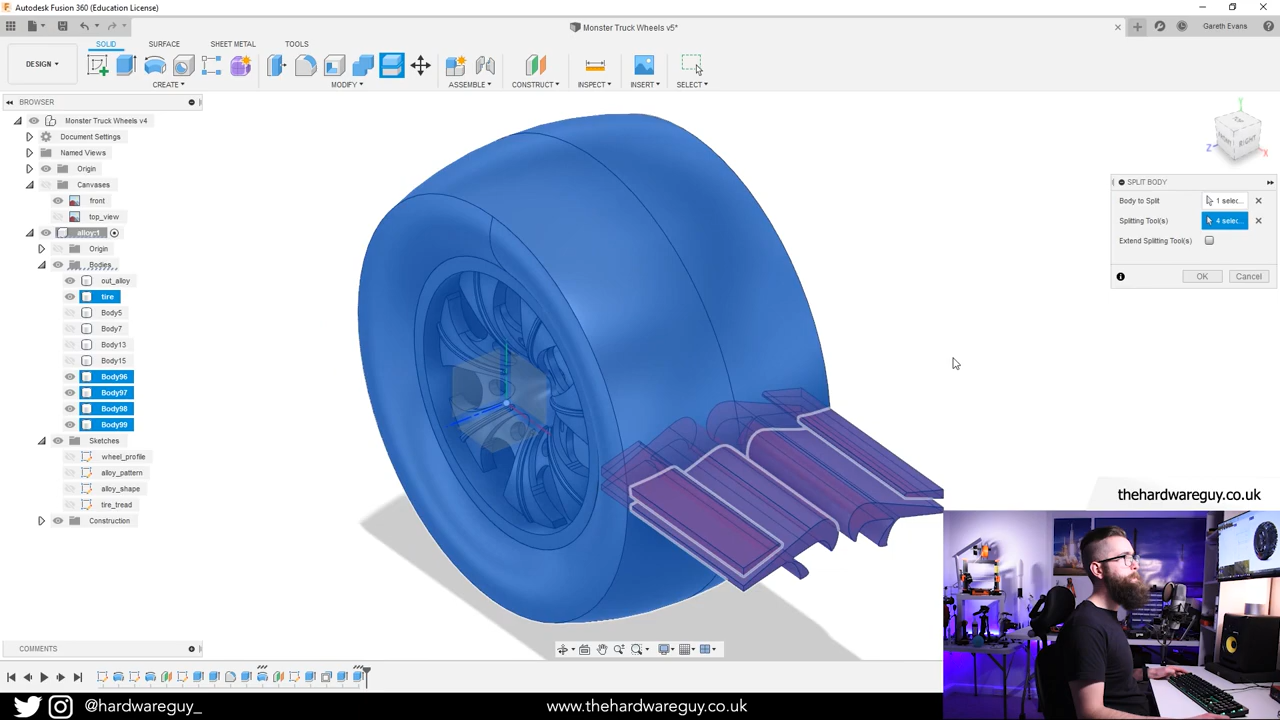 Autodesk Fusion 360 (Education License)
Monster Truck Wheels v5*
Gareth Evans
DESIGN
SOLID
SURFACE
SHEET METAL
TOOLS
CREATE
MODIFY
ASSEMBLE
CONSTRUCT
INSPECT
INSERT
SELECT
BROWSER
Monster Truck Wheels v4
Document Settings
Named Views
Origin
Canvases
front
top_view
alloy:1
Origin
Bodies
out_alloy
tire
Body5
Body7
Body13
Body15
Body96
Body97
Body98
Body99
Sketches
wheel_profile
alloy_pattern
alloy_shape
tire_tread
Construction
Z
RIGHT
X
SPLIT BODY
Body to Split
1 selec...
Splitting Tool(s)
4 selec...
Extend Splitting Tool(s)
OK
Cancel
thehardwareguy.co.uk
COMMENTS
@hardwareguy_
www.thehardwareguy.co.uk